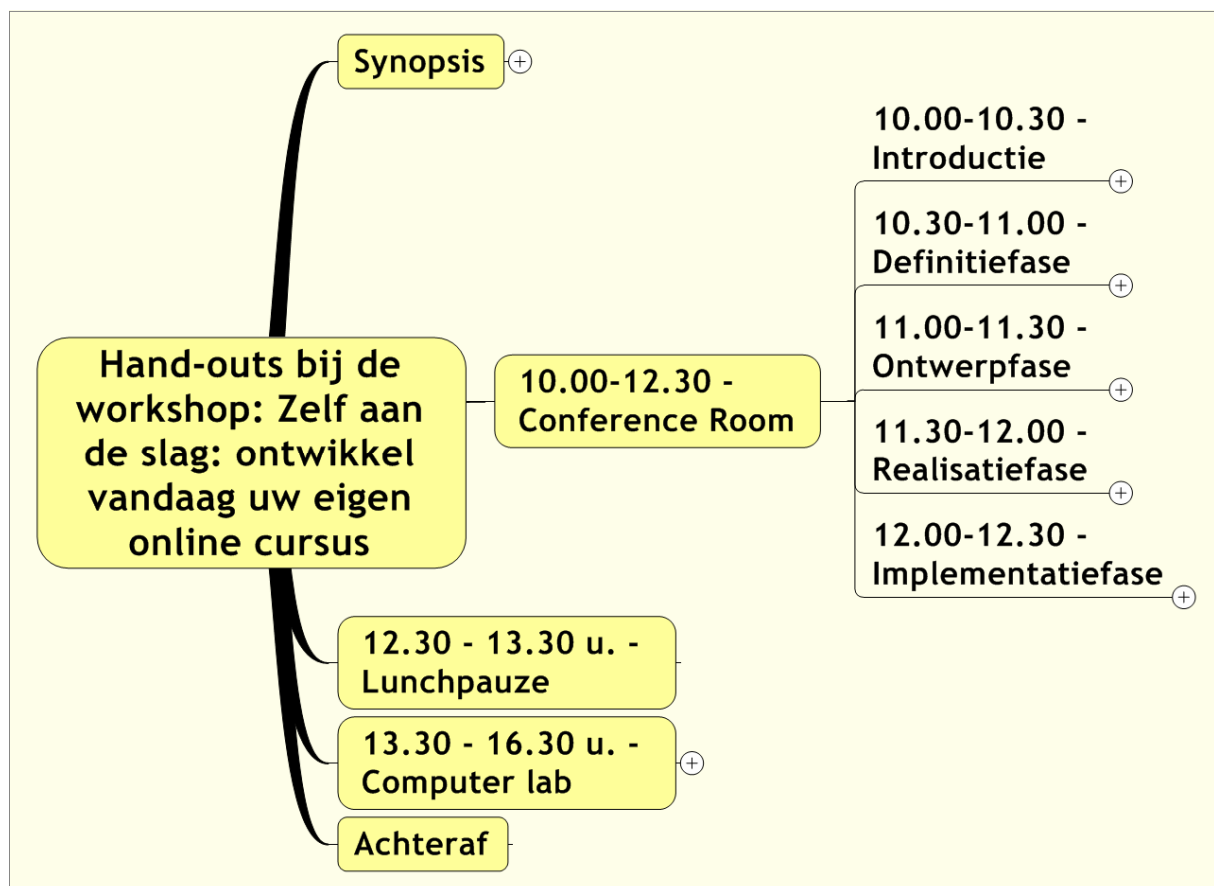 Synopsis
10.00-10.30 -
Introductie
10.30-11.00 -
Definitiefase
11.00-11.30 -
Ontwerpfase
11.30-12.00 -
Realisatiefase
12.00-12.30 -
Implementatiefase
10.00-12.30 -
Conference Room
Hand-outs bij de
workshop: Zelf aan
de slag: ontwikkel
vandaag uw eigen
online cursus
12.30 - 13.30 u. -
Lunchpauze
13.30 - 16.30 u. -
Computer lab
Achteraf